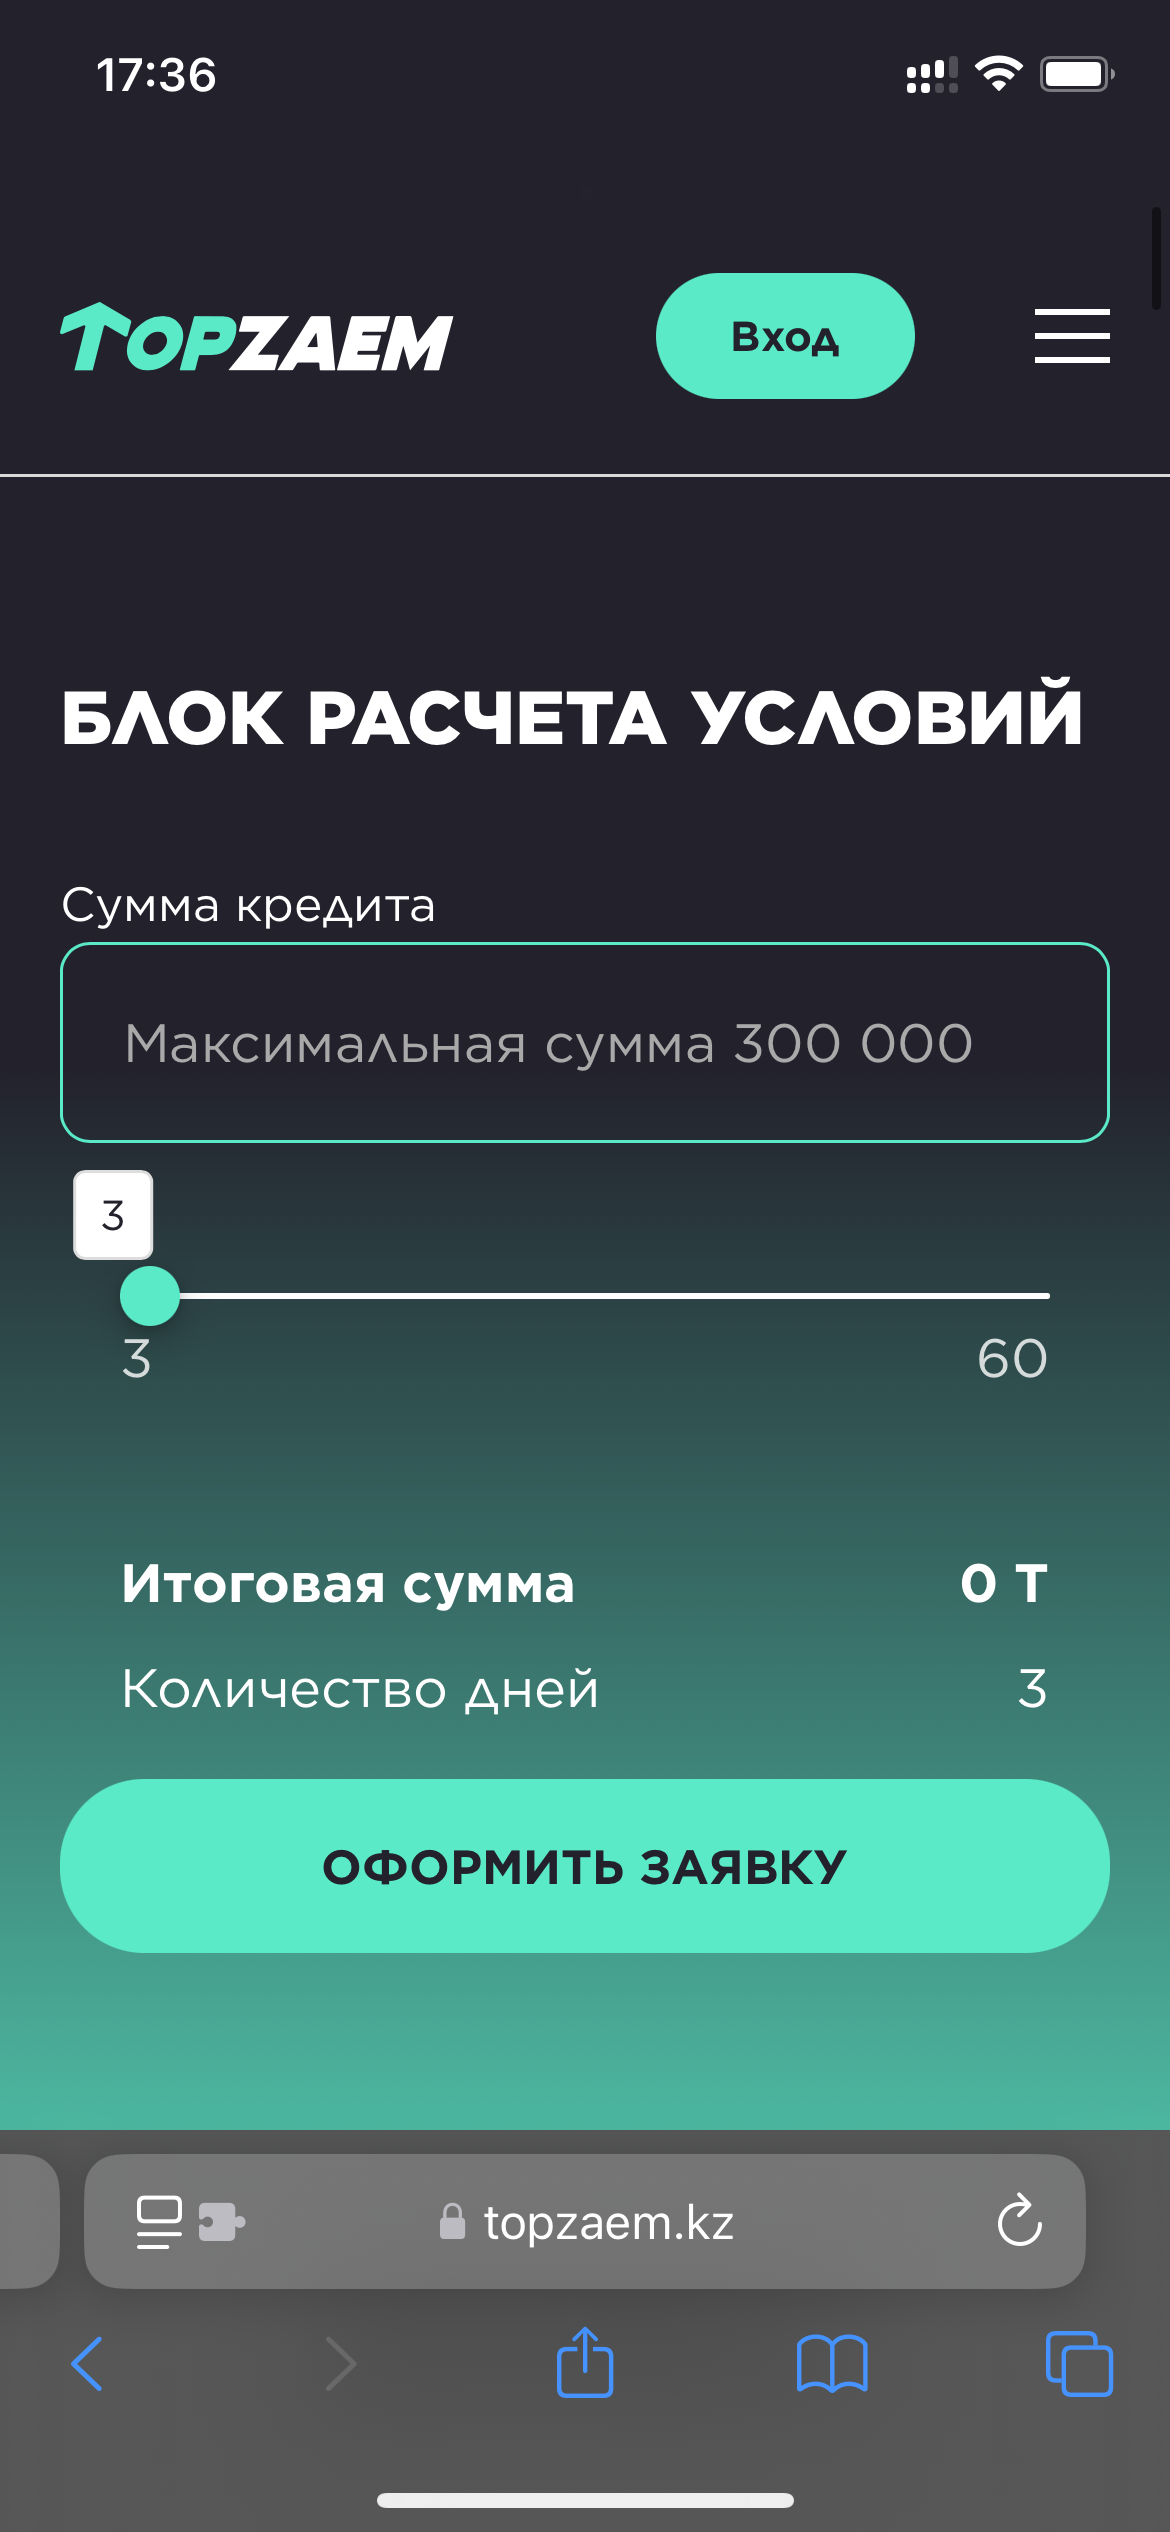 17:36
TOPZAEM
Вход
БЛОК РАСЧЕТА УСЛОВИЙ
Сумма кредита
Максимальная сумма 300 000
3
3 60
Итоговая сумма 0 Т
Количество дней 3
ОФОРМИТЬ ЗАЯВКУ
topzaem.kz